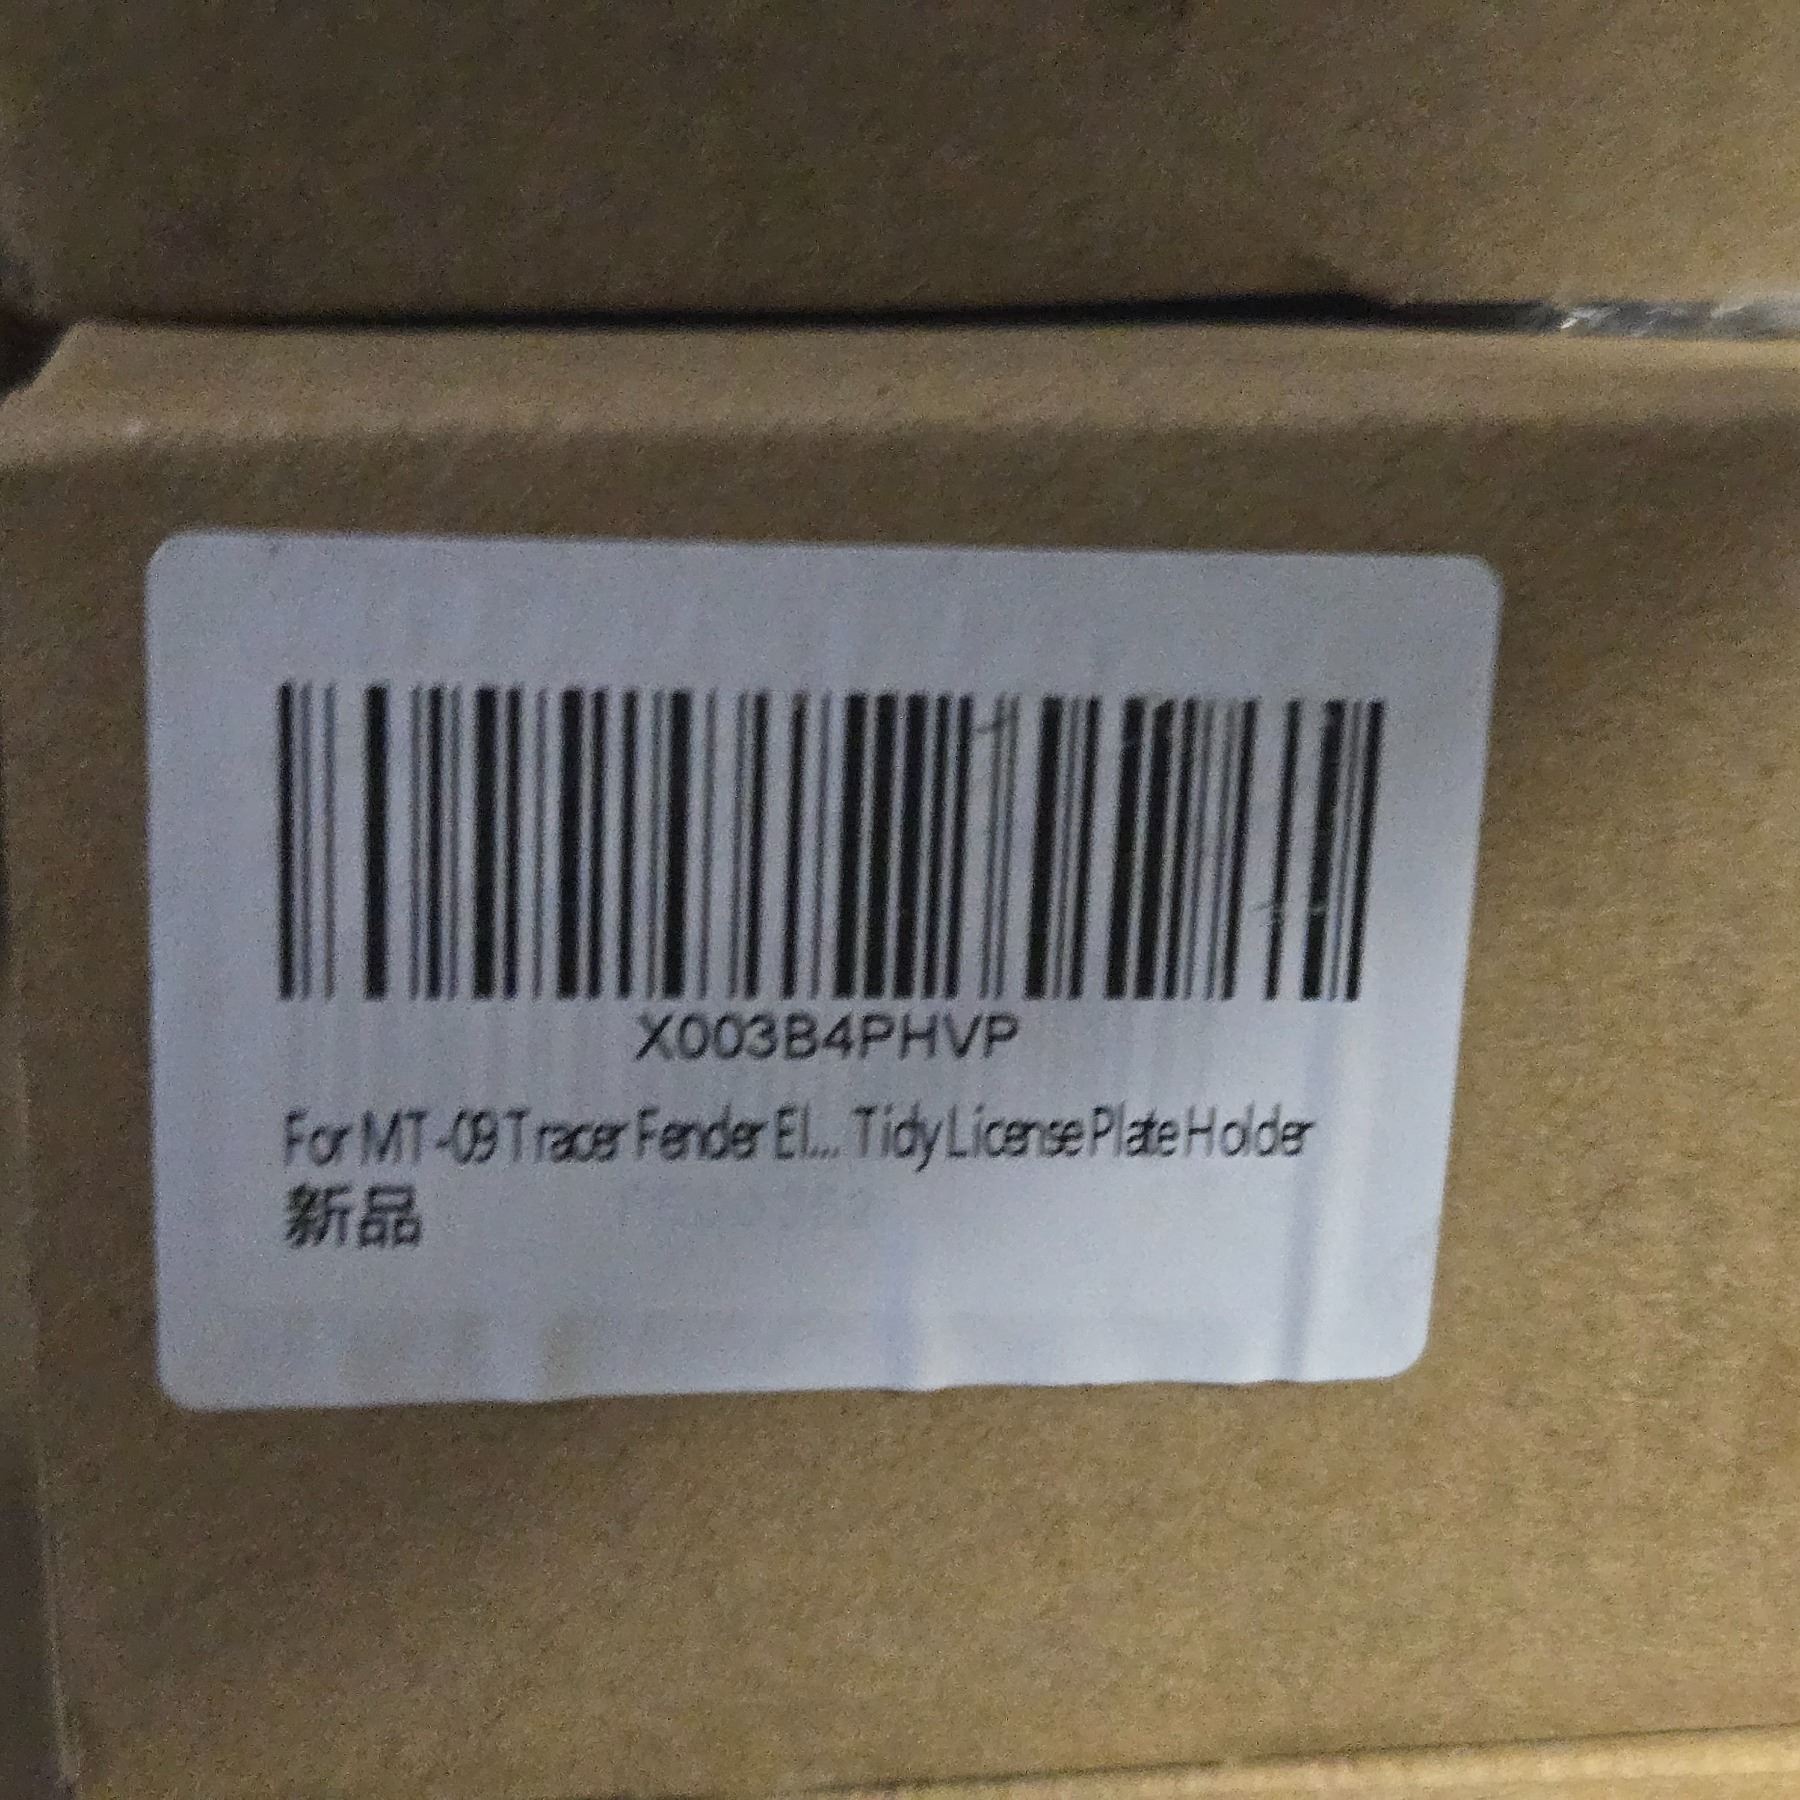 X003B4PHVP
For MT-09 Tracer Fender El... Tidy License Plate Holder
新品